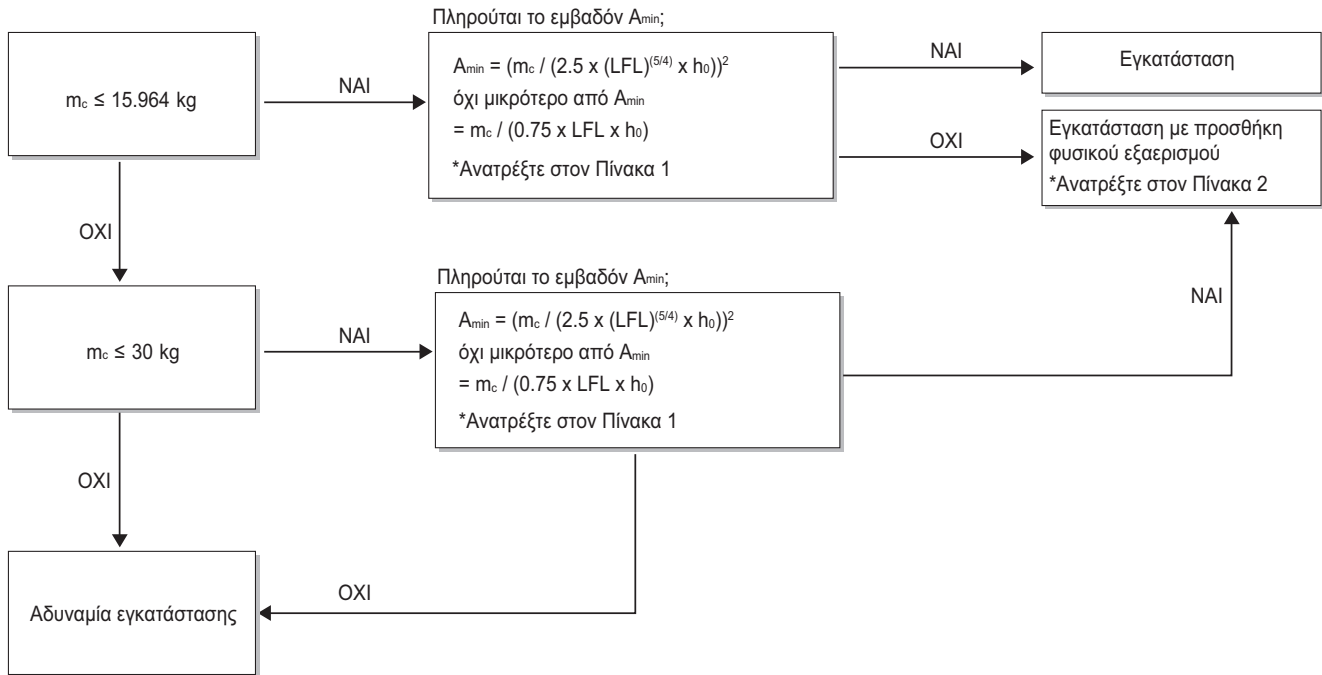 Πληρούται το εμβαδόν Amin;
mc ≤ 15.964 kg
ΝΑΙ
Amin = (mc / (2.5 x (LFL)(5/4) x h0))2
όχι μικρότερο από Amin
= mc / (0.75 x LFL x h0)
*Ανατρέξτε στον Πίνακα 1
ΝΑΙ
Εγκατάσταση
ΟΧΙ
Εγκατάσταση με προσθήκη
φυσικού εξαερισμού
*Ανατρέξτε στον Πίνακα 2
ΟΧΙ
Πληρούται το εμβαδόν Amin;
mc ≤ 30 kg
ΝΑΙ
Amin = (mc / (2.5 x (LFL)(5/4) x h0))2
όχι μικρότερο από Amin
= mc / (0.75 x LFL x h0)
*Ανατρέξτε στον Πίνακα 1
ΝΑΙ
ΟΧΙ
ΟΧΙ
Αδυναμία εγκατάστασης